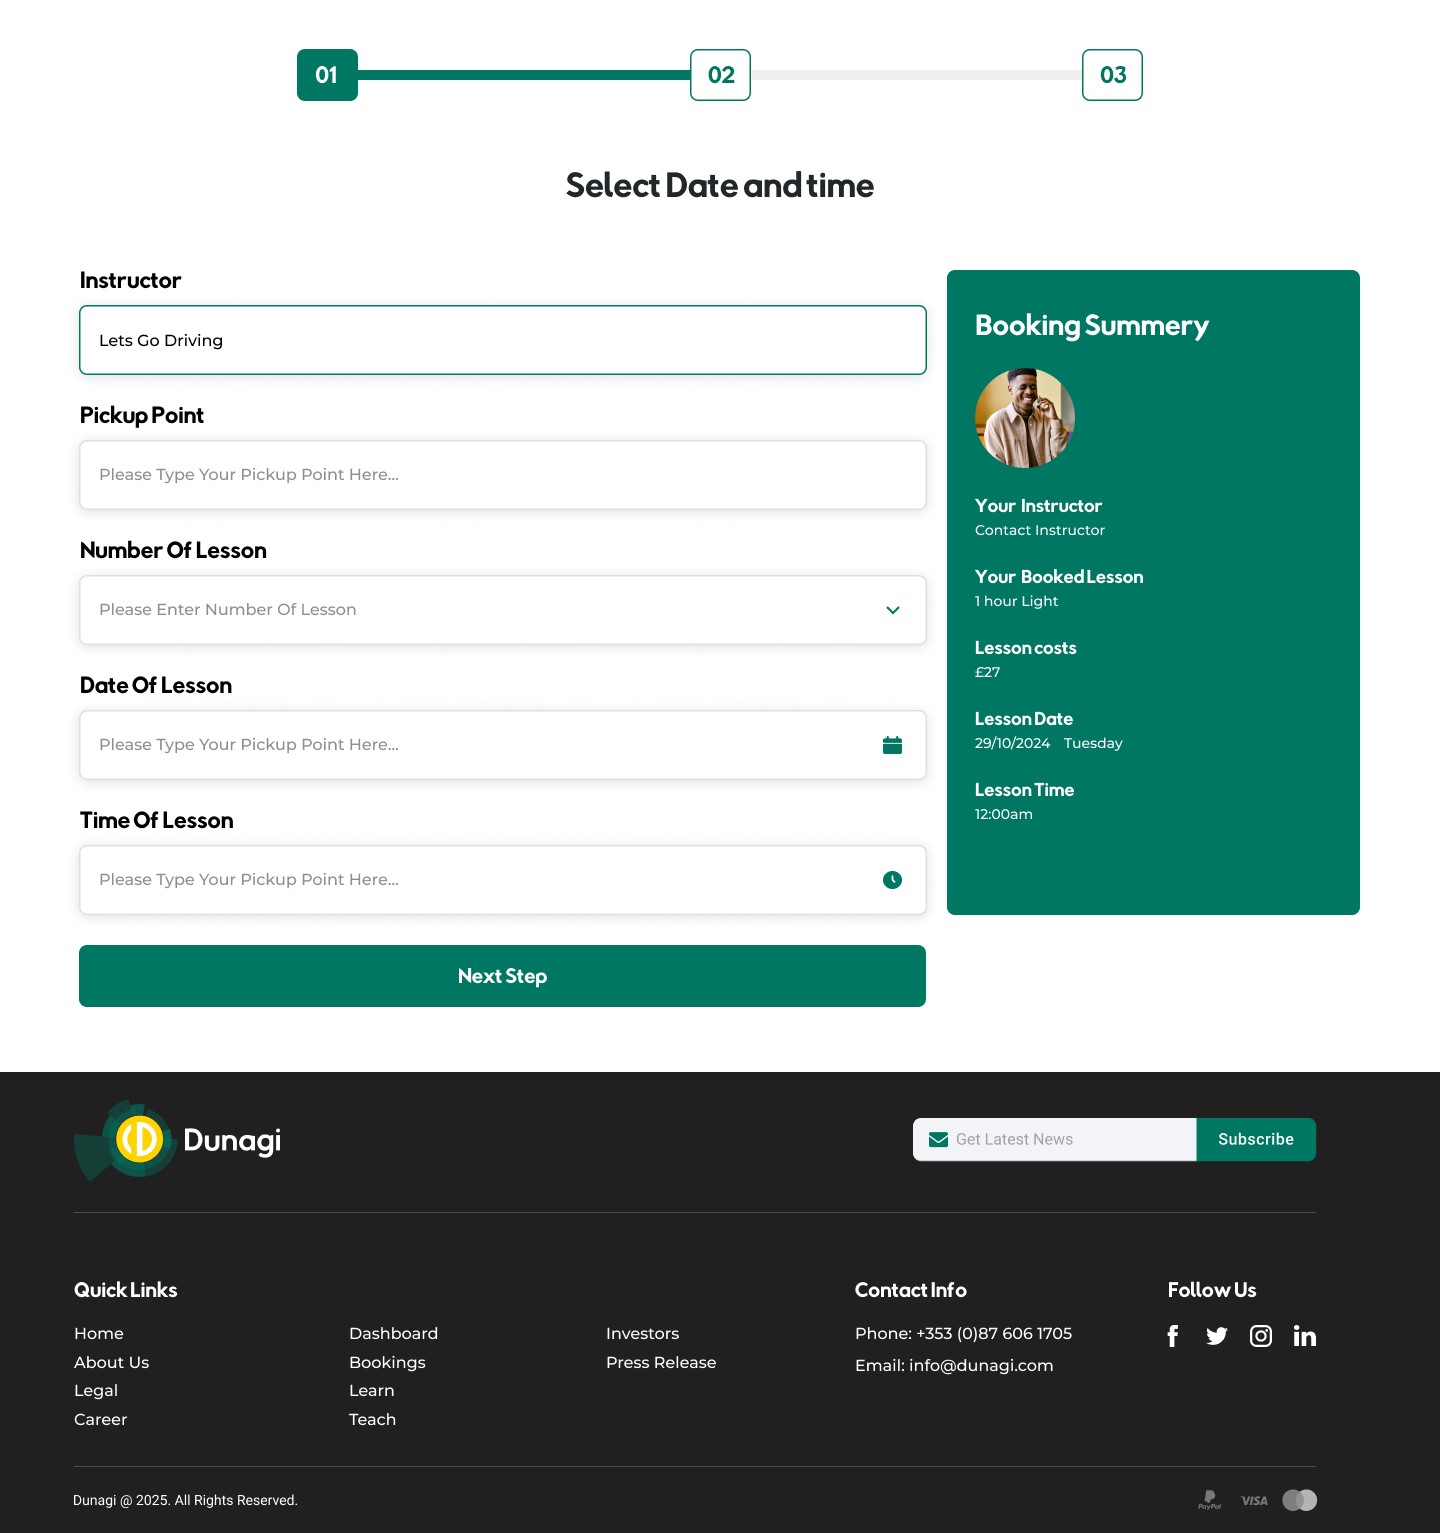 01
02
03
Select Date and time
Instructor
Lets Go Driving
Pickup Point
Please Type Your Pickup Point Here...
Number Of Lesson
Please Enter Number Of Lesson
Date Of Lesson
Please Type Your Pickup Point Here...
Time Of Lesson
Please Type Your Pickup Point Here...
Next Step
Booking Summery
Your Instructor
Contact Instructor
Your Booked Lesson
1 hour Light
Lesson costs
£27
Lesson Date
29/10/2024 Tuesday
Lesson Time
12:00am
Dunagi
Get Latest News
Subscribe
Quick Links
Home
About Us
Legal
Career
Dashboard
Bookings
Learn
Teach
Investors
Press Release
Contact Info
Phone: +353 (0)87 606 1705
Email: info@dunagi.com
Follow Us
Dunagi @ 2025. All Rights Reserved.
PayPal
VISA